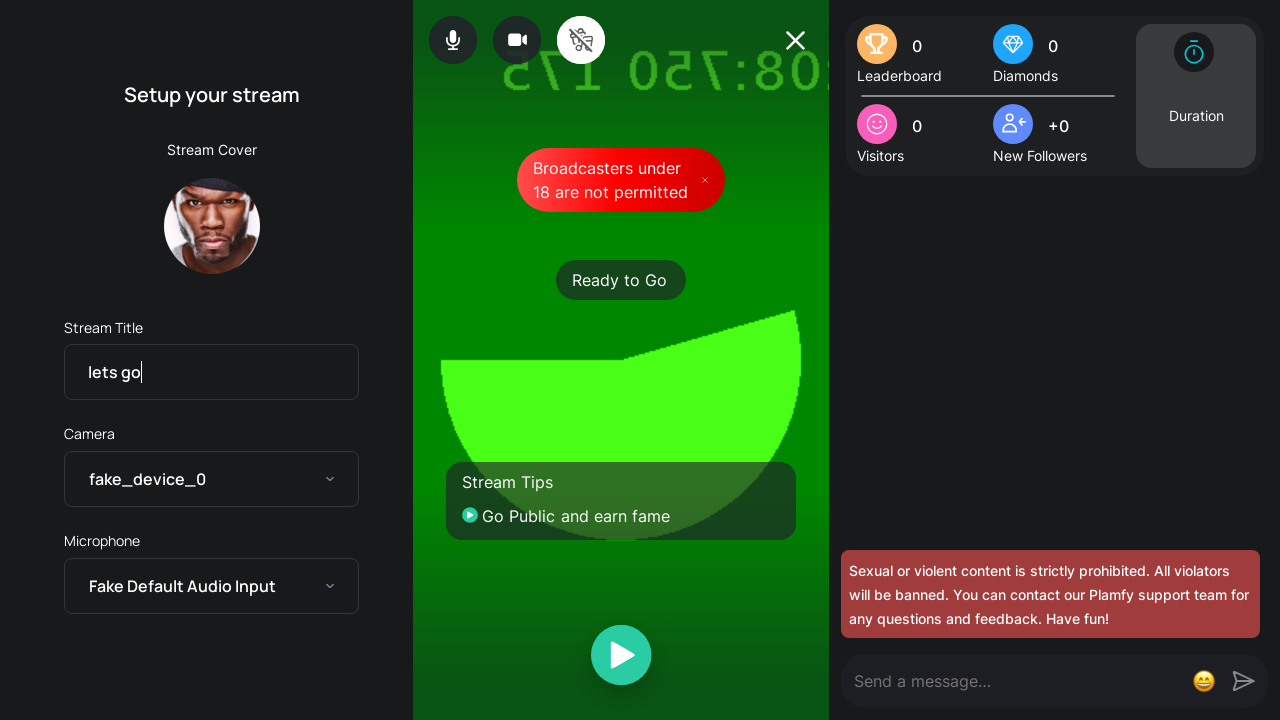 Setup your stream
Stream Cover
Stream Title
lets go
Camera
fake_device_0
Microphone
Fake Default Audio Input
:08:750 175
Broadcasters under
18 are not permitted
Ready to Go
Stream Tips
Go Public and earn fame
0
Leaderboard
0
Diamonds
0
Visitors
+0
New Followers
Duration
Sexual or violent content is strictly prohibited. All violators
will be banned. You can contact our Plamfy support team for
any questions and feedback. Have fun!
Send a message...